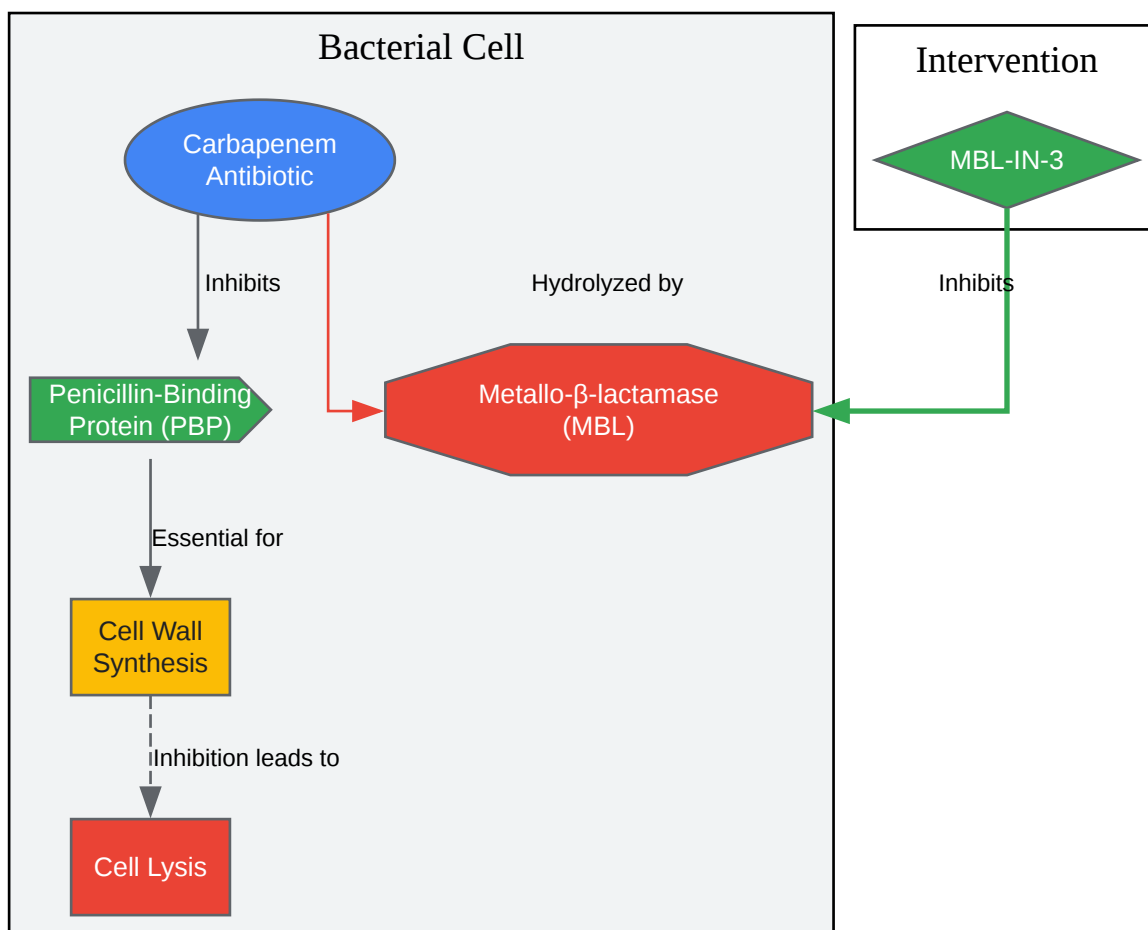 Bacterial Cell
Intervention
Carbapenem
Antibiotic
MBL-IN-3
Inhibits
Hydrolyzed by
Inhibits
Penicillin-Binding
Protein (PBP)
Metallo-β-lactamase
(MBL)
Essential for
Cell Wall
Synthesis
Inhibition leads to
Cell Lysis